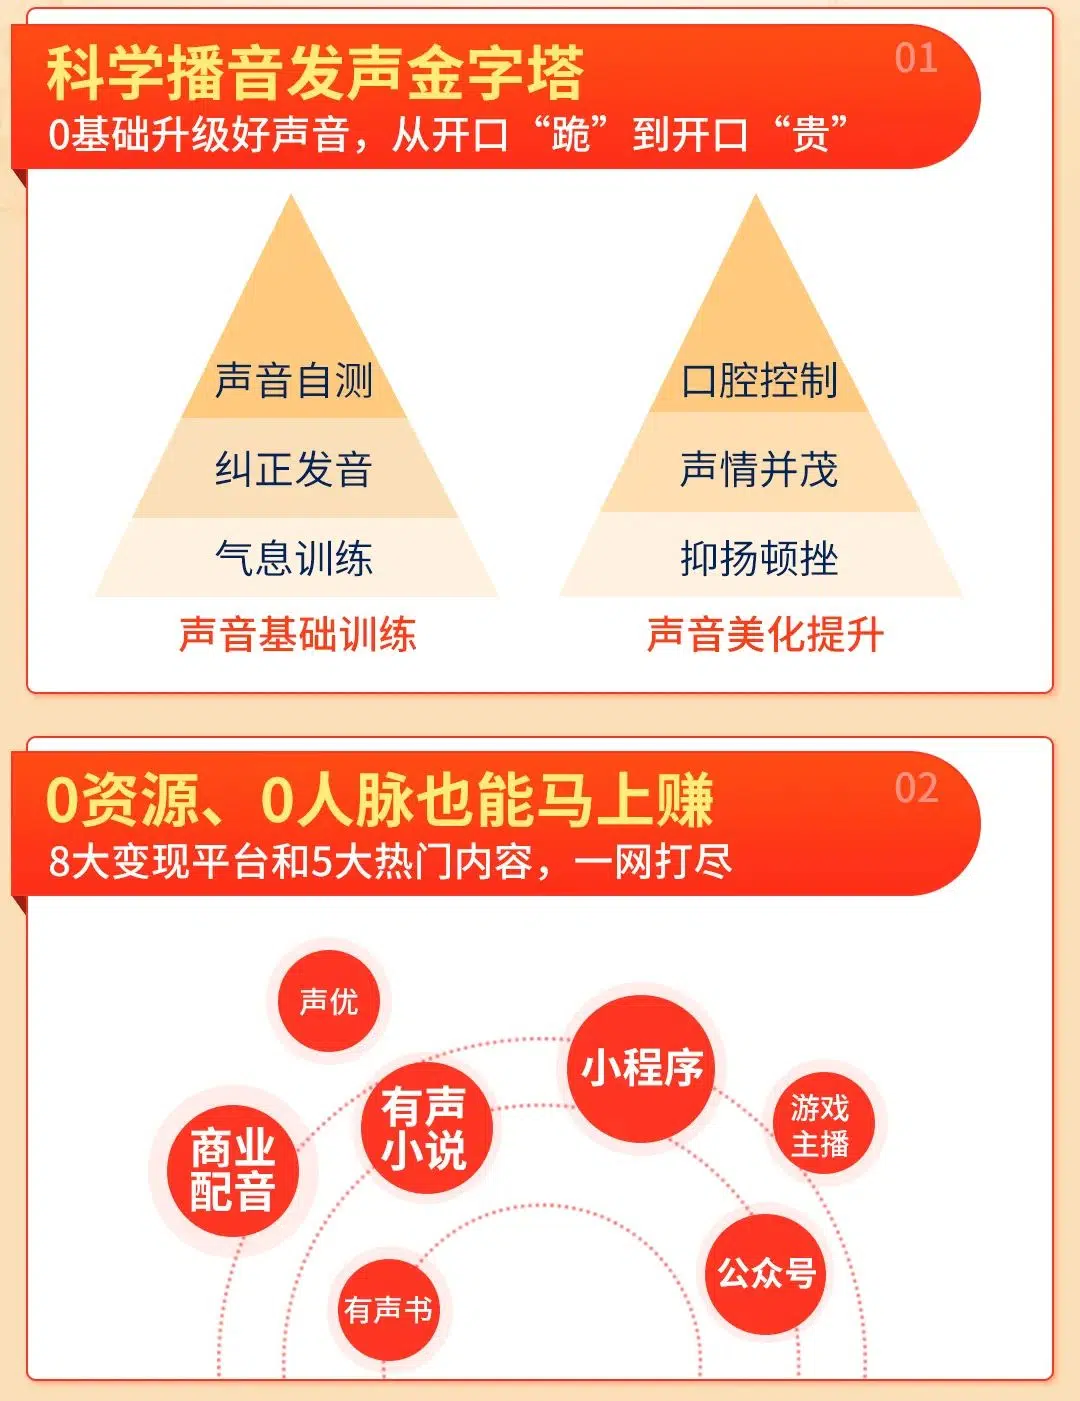 科学播音发声金字塔
01
0基础升级好声音，从开口“跪”到开口“贵”
声音自测
纠正发音
气息训练
声音基础训练
口腔控制
声情并茂
抑扬顿挫
声音美化提升
0资源、0人脉也能马上赚
02
8大变现平台和5大热门内容，一网打尽
声优
小程序
有声
小说
游戏
主播
商业
配音
公众号
有声书